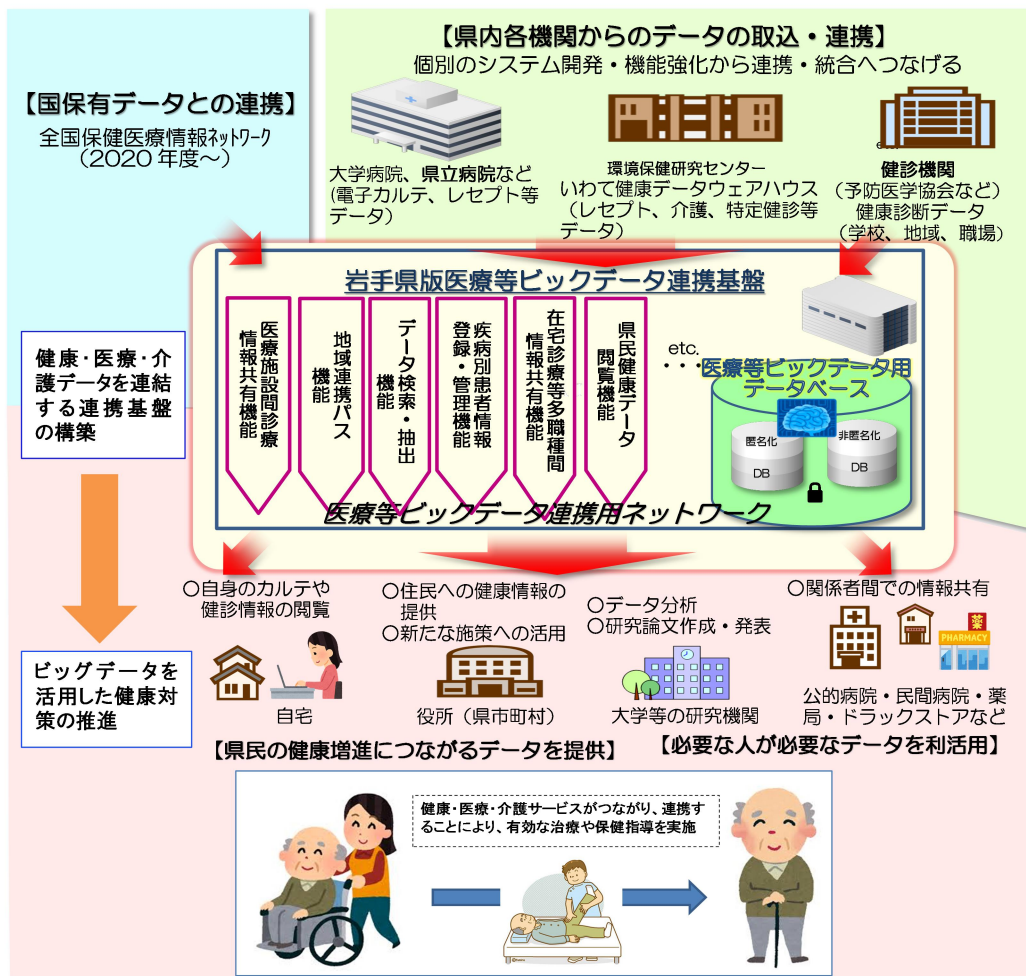 【国保有データとの連携】
全国保健医療情報ネットワーク
（2020 年度～）
【県内各機関からのデータの取込・連携】
個別のシステム開発・機能強化から連携・統合へつなげる
大学病院、県立病院など
(電子カルテ、レセプト等
データ）
環境保健研究センター
いわて健康データウェアハウス
（レセプト、介護、特定健診等
データ）
etc.
健診機関
（予防医学協会など）
健康診断データ
（学校、地域、職場）
岩手県版医療等ビックデータ連携基盤
医療施設間診療
情報共有機能
地域連携パス
機能
データ検索・抽出
機能
疾病別患者情報
登録・管理機能
在宅診療等多職種間
情報共有機能
県民健康データ
閲覧機能
etc.
・・・
医療等ビックデータ用
データベース
匿名化
DB
非匿名化
DB
医療等ビックデータ連携用ネットワーク
健康・医療・介
護データを連結
する連携基盤
の構築
ビッグデータを
活用した健康対
策の推進
○自身のカルテや
健診情報の閲覧
自宅
○住民への健康情報の
提供
○新たな施策への活用
役所（県市町村）
○データ分析
○研究論文作成・発表
大学等の研究機関
○関係者間での情報共有
薬
PHARMACY
公的病院・民間病院・薬
局・ドラックストアなど
【県民の健康増進につながるデータを提供】
【必要な人が必要なデータを利活用】
健康・医療・介護サービスがつながり、連携す
ることにより、有効な治療や保健指導を実施